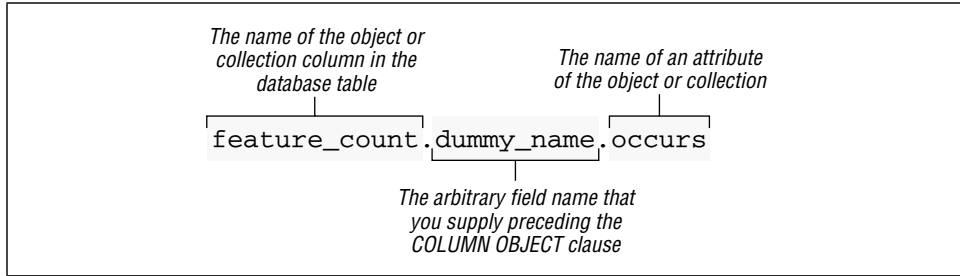 The name of the object or
collection column in the
database table
The name of an attribute
of the object or collection
feature_count.dummy_name.occurs
The arbitrary field name that
you supply preceding the
COLUMN OBJECT clause